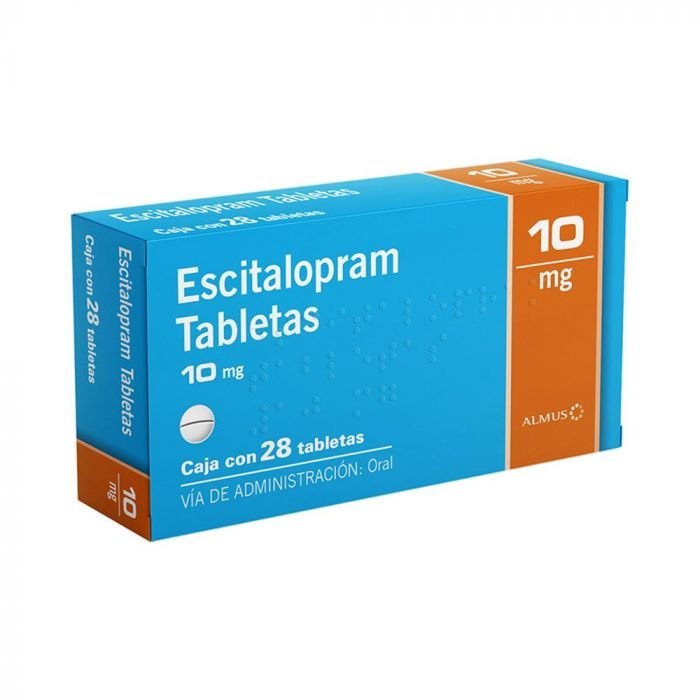 Escitalopram Tabletas
Caja con 28 tabletas
10
mg
Escitalopram
Tabletas
10 mg
Caja con 28 tabletas
VÍA DE ADMINISTRACIÓN: Oral
10
mg
ALMUS
Escitalopram Tabletas
Caja con 28 tabletas
10
mg